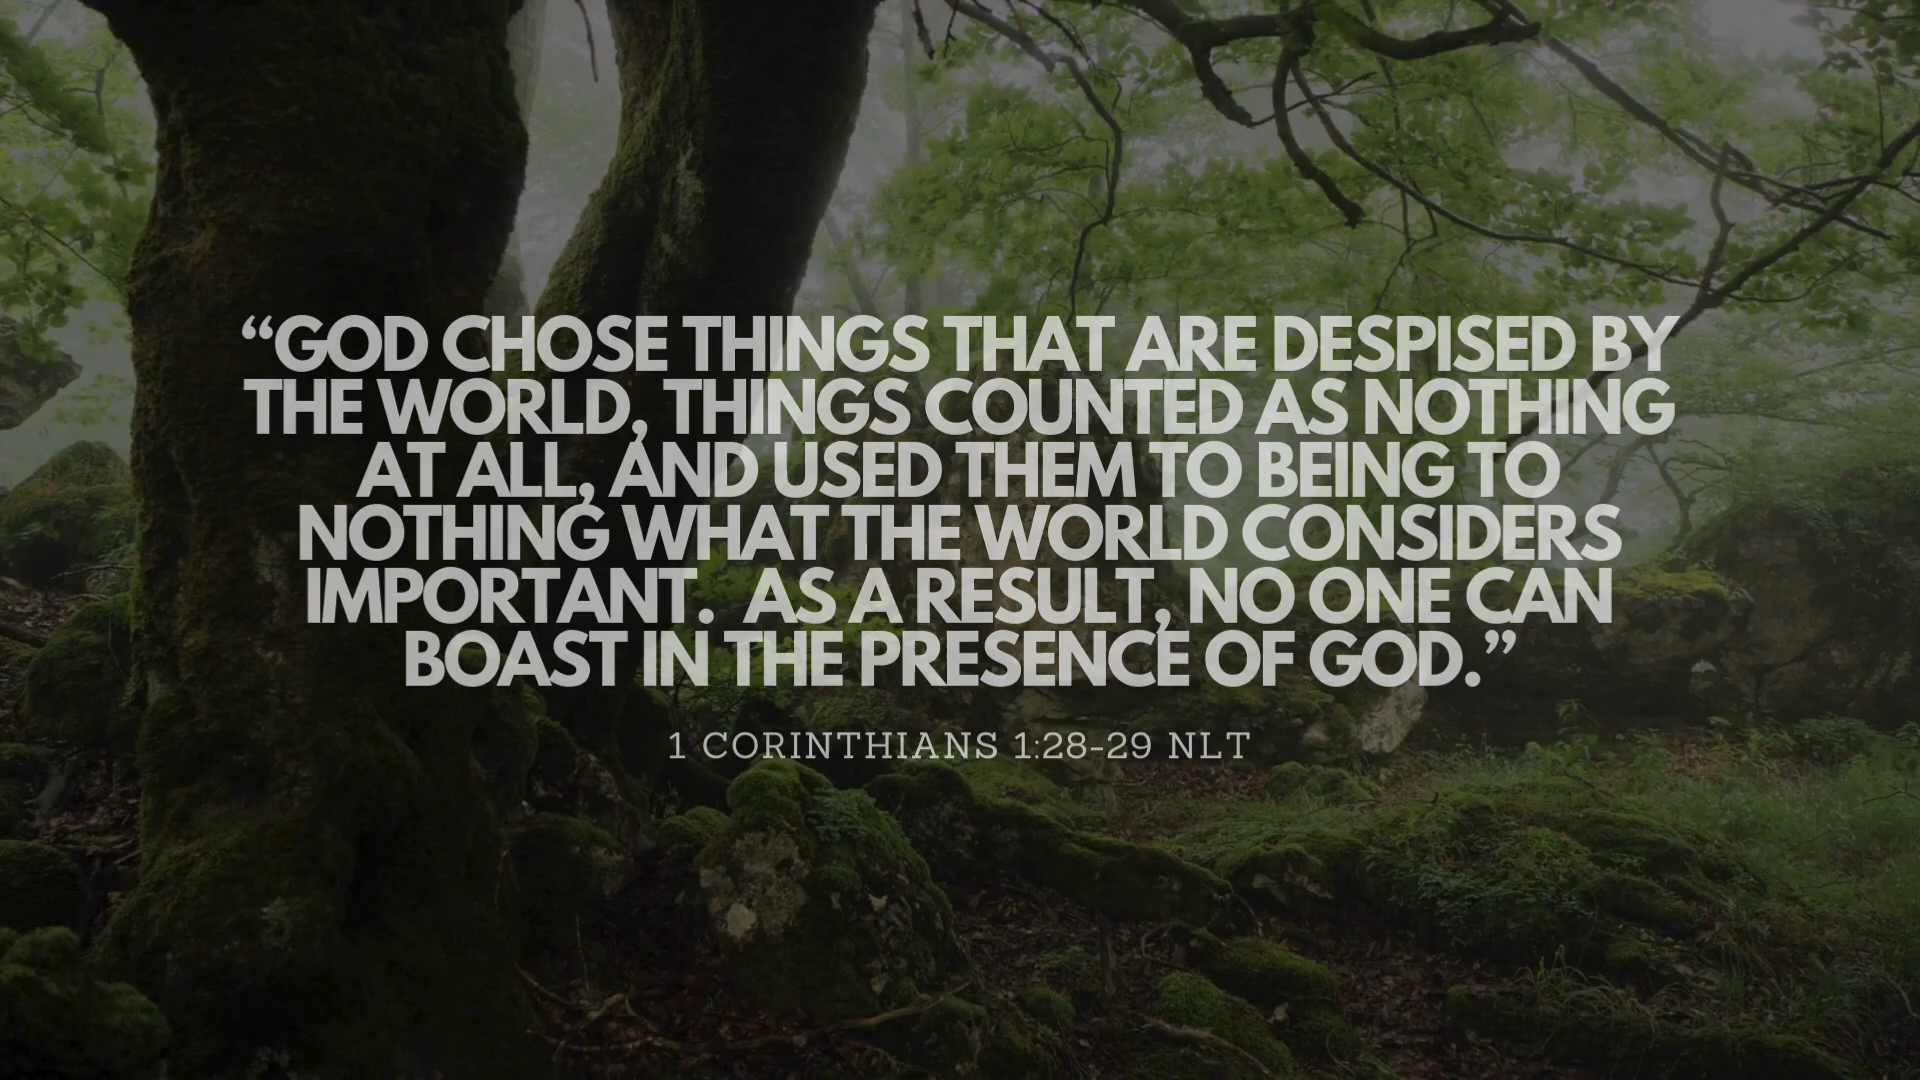 “GOD CHOSE THINGS THAT ARE DESPISED BY
THE WORLD, THINGS COUNTED AS NOTHING
AT ALL, AND USED THEM TO BEING TO
NOTHING WHAT THE WORLD CONSIDERS
IMPORTANT.  AS A RESULT, NO ONE CAN
BOAST IN THE PRESENCE OF GOD.”
1 CORINTHIANS 1:28-29 NLT